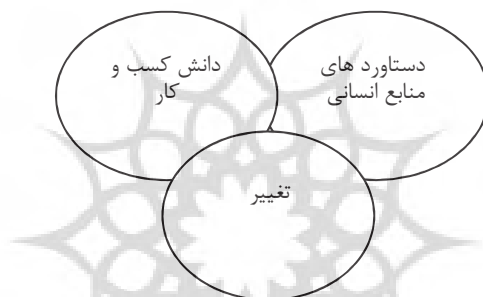 دستاورد های
منابع انسانی
دانش کسب و
کار
تغییر